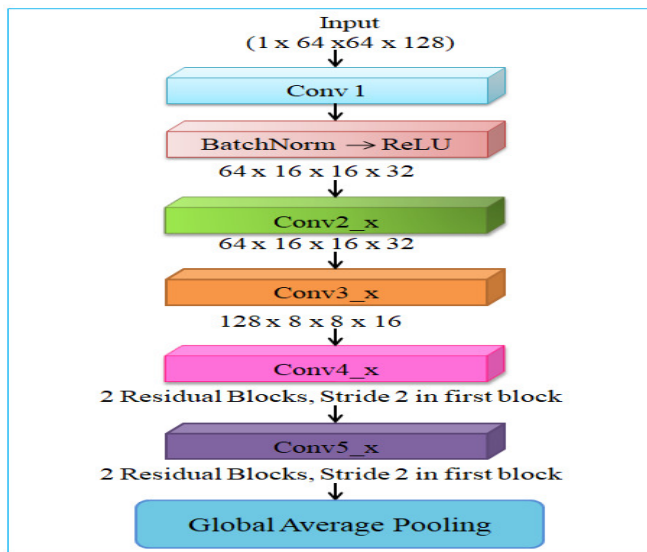 Input
(1 x 64 x64 x 128)
Conv 1
BatchNorm → ReLU
64 x 16 x 16 x 32
Conv2_x
64 x 16 x 16 x 32
Conv3_x
128 x 8 x 8 x 16
Conv4_x
2 Residual Blocks, Stride 2 in first block
Conv5_x
2 Residual Blocks, Stride 2 in first block
Global Average Pooling